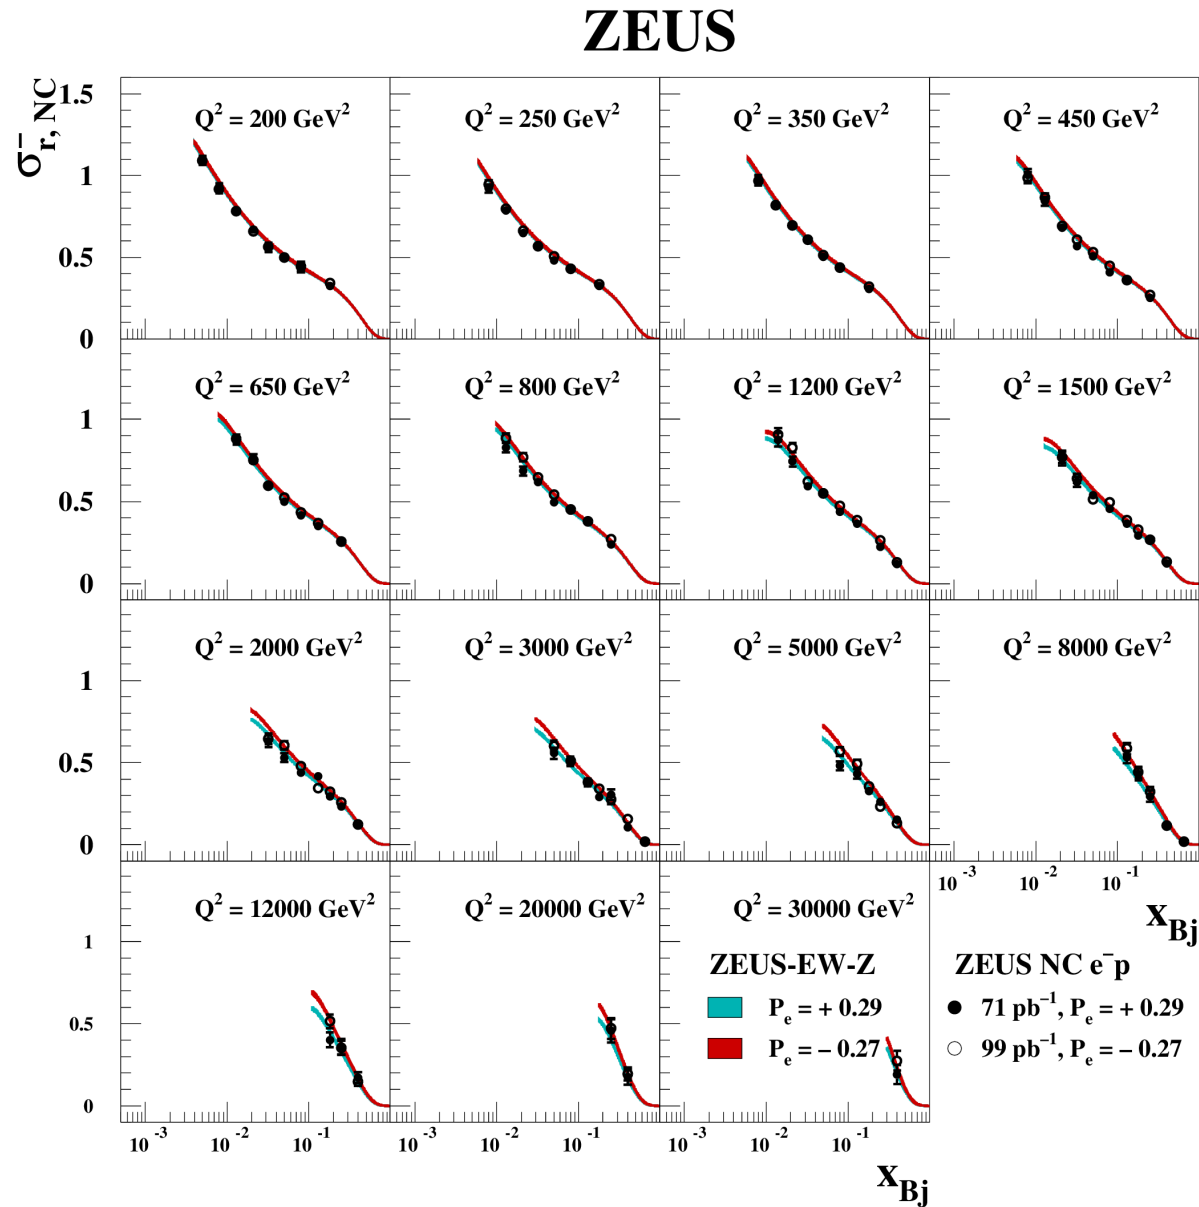 ZEUS
σ⁻r, NC
1.5
Q² = 200 GeV²
Q² = 250 GeV²
Q² = 350 GeV²
Q² = 450 GeV²
1
0.5
0
Q² = 650 GeV²
Q² = 800 GeV²
Q² = 1200 GeV²
Q² = 1500 GeV²
1
0.5
0
Q² = 2000 GeV²
Q² = 3000 GeV²
Q² = 5000 GeV²
Q² = 8000 GeV²
1
0.5
0
10⁻³ 10⁻² 10⁻¹
xBj
Q² = 12000 GeV²
Q² = 20000 GeV²
Q² = 30000 GeV²
1
0.5
0
ZEUS-EW-Z
Pe = + 0.29
Pe = − 0.27
ZEUS NC e⁻p
71 pb⁻¹, Pe = + 0.29
99 pb⁻¹, Pe = − 0.27
10⁻³ 10⁻² 10⁻¹ 10⁻³ 10⁻² 10⁻¹ 10⁻³ 10⁻² 10⁻¹
xBj